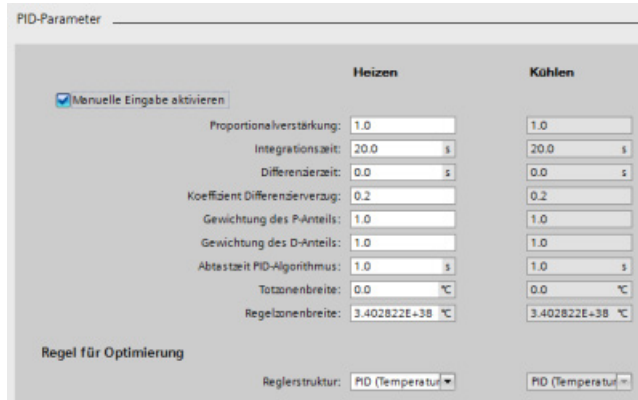 PID-Parameter
Heizen Kühlen
Manuelle Eingabe aktivieren
Proportionalverstärkung: 1.0 1.0
Integrationszeit: 20.0 s 20.0 s
Differenzierzeit: 0.0 s 0.0 s
Koeffizient Differenzierverzug: 0.2 0.2
Gewichtung des P-Anteils: 1.0 1.0
Gewichtung des D-Anteils: 1.0 1.0
Abtastzeit PID-Algorithmus: 1.0 s 1.0 s
Totzonenbreite: 0.0 °C 0.0 °C
Regelzonenbreite: 3.402822E+38 °C 3.402822E+38 °C
Regel für Optimierung
Reglerstruktur: PID (Temperatur PID (Temperatur